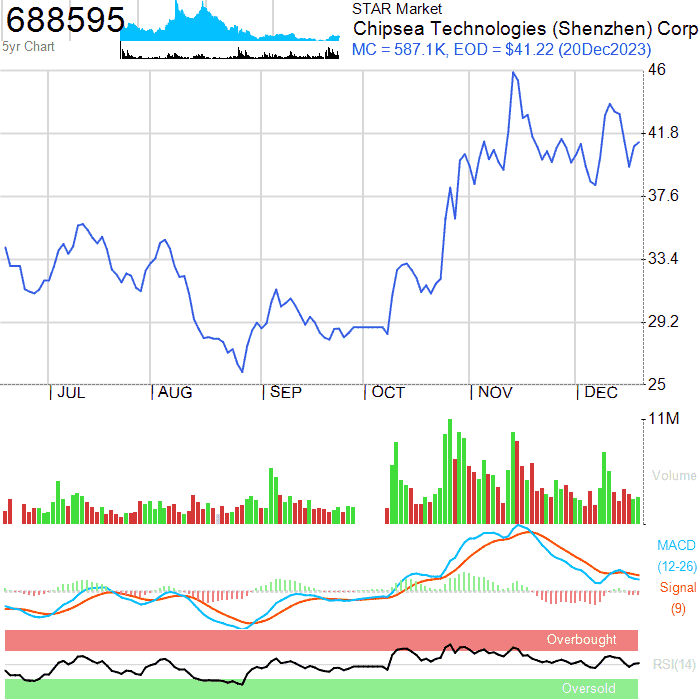 688595
5yr Chart
STAR Market
Chipsea Technologies (Shenzhen) Corp
MC = 587.1K, EOD = $41.22 (20Dec2023)
46
41.8
37.6
33.4
29.2
25
JUL AUG SEP OCT NOV DEC
11M
Volume
MACD
(12-26)
Signal
(9)
Overbought
RSI(14)
Oversold